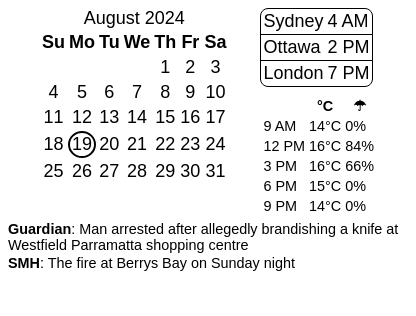 August 2024
Su Mo Tu We Th Fr Sa
1 2 3
4 5 6 7 8 9 10
11 12 13 14 15 16 17
18 19 20 21 22 23 24
25 26 27 28 29 30 31
Sydney 4 AM
Ottawa 2 PM
London 7 PM
°C ☂
9 AM 14°C 0%
12 PM 16°C 84%
3 PM 16°C 66%
6 PM 15°C 0%
9 PM 14°C 0%
Guardian: Man arrested after allegedly brandishing a knife at
Westfield Parramatta shopping centre
SMH: The fire at Berrys Bay on Sunday night